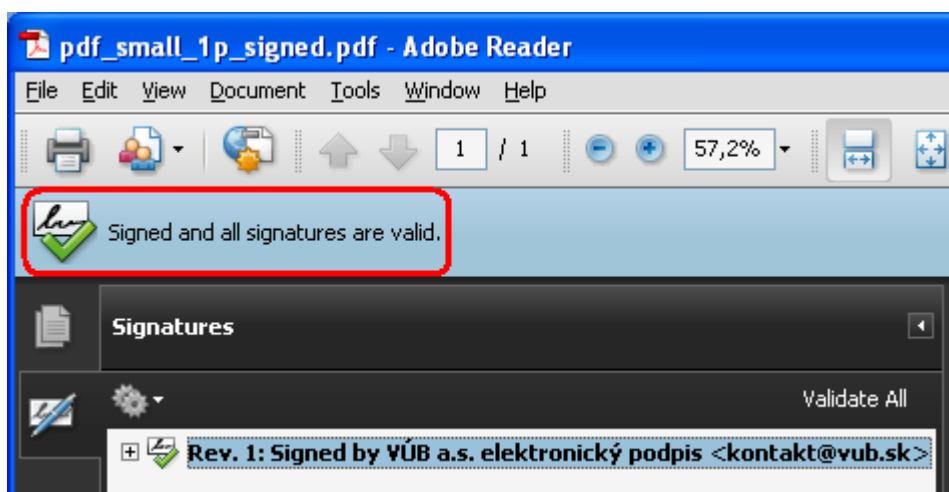 pdf_small_1p_signed.pdf - Adobe Reader
File Edit View Document Tools Window Help
1 / 1 57,2%
Signed and all signatures are valid.
Signatures
Validate All
Rev. 1: Signed by VÚB a.s. elektronický podpis <kontakt@vub.sk>